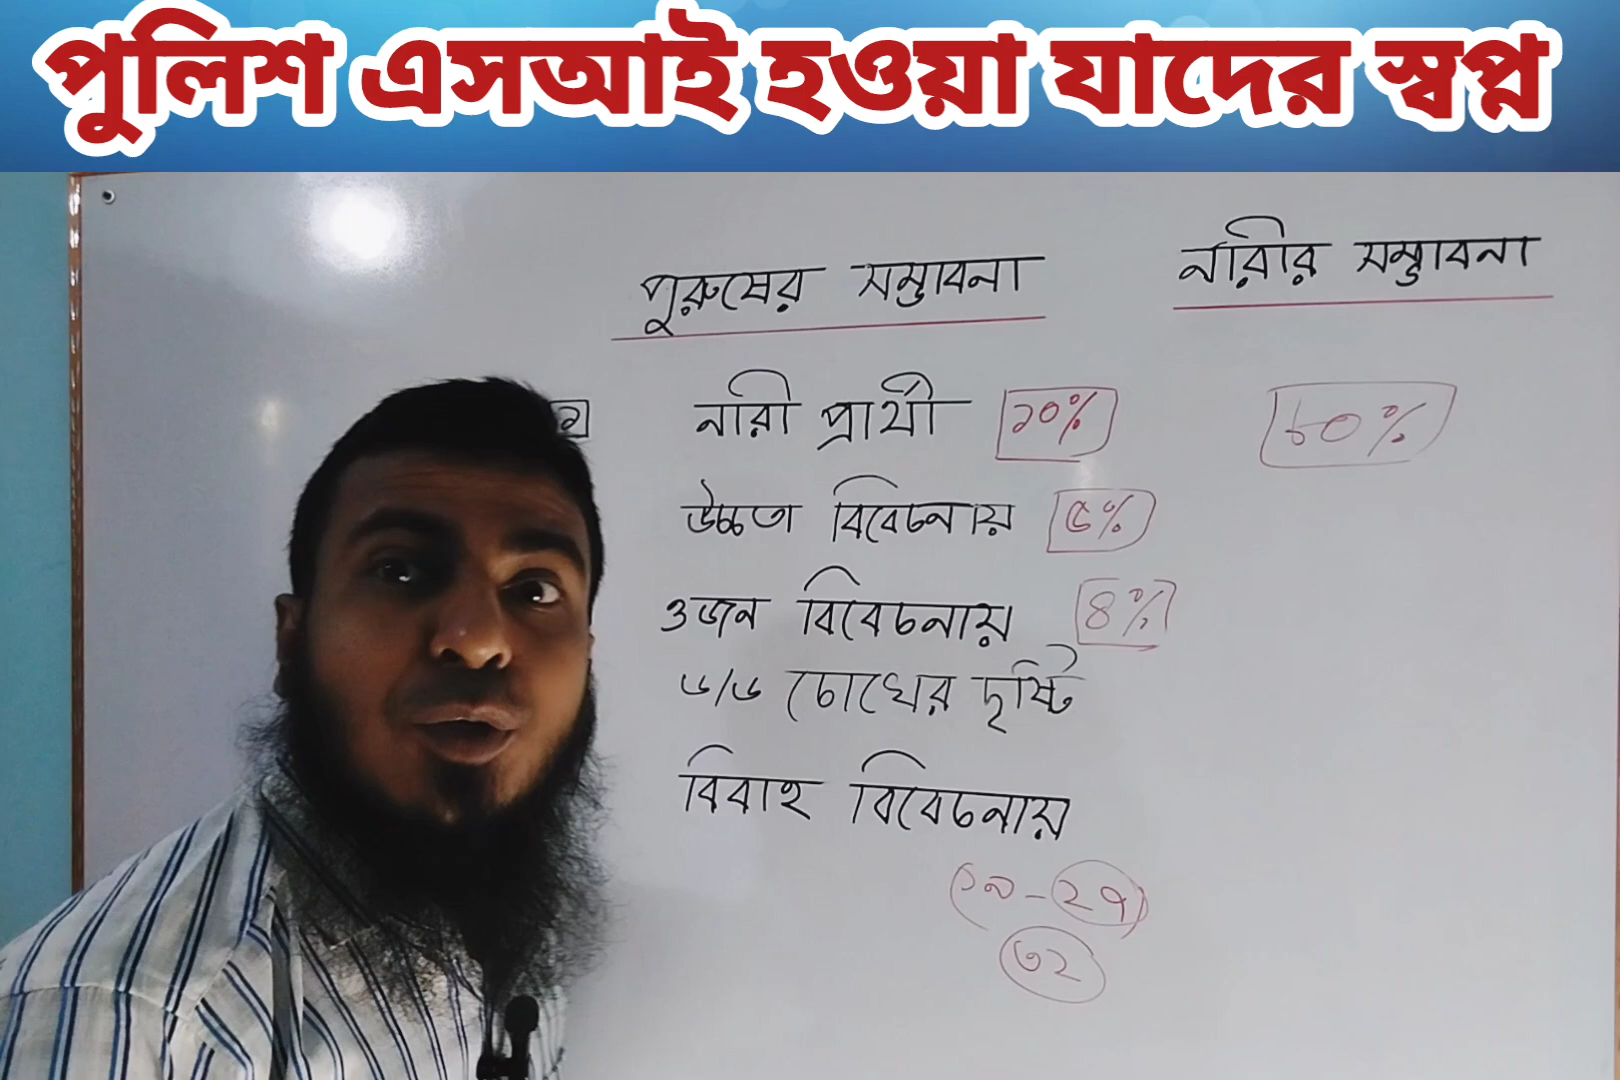 পুলিশ এসআই হওয়া যাদের স্বপ্ন
পুরুষের সম্ভাবনা নারীর সম্ভাবনা
নারী প্রার্থী ১০% ৮০%
উচ্চতা বিবেচনায় ৫%
ওজন বিবেচনায় ৪%
৬/৬ চোখের দৃষ্টি
বিবাহ বিবেচনায়
(১৯-২৭)
৩২